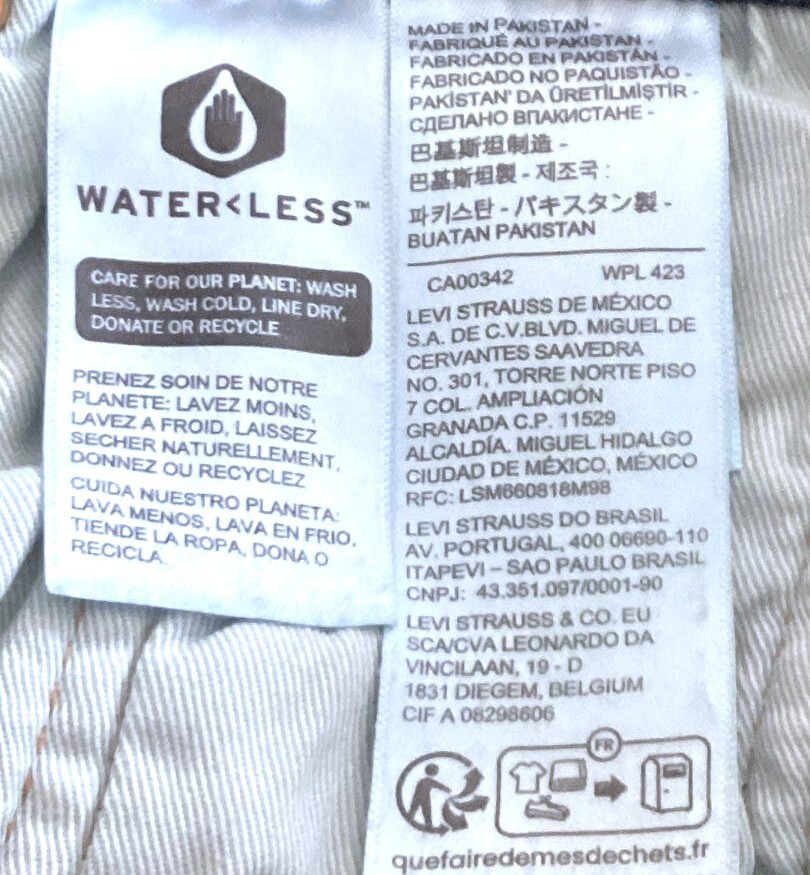 WATER<LESS™
CARE FOR OUR PLANET: WASH
LESS, WASH COLD, LINE DRY,
DONATE OR RECYCLE
PRENEZ SOIN DE NOTRE
PLANETE: LAVEZ MOINS,
LAVEZ A FROID, LAISSEZ
SECHER NATURELLEMENT,
DONNEZ OU RECYCLEZ
CUIDA NUESTRO PLANETA:
LAVA MENOS, LAVA EN FRIO,
TIENDE LA ROPA, DONA O
RECICLA
MADE IN PAKISTAN -
FABRIQUÉ AU PAKISTAN -
FABRICADO EN PAKISTÁN -
FABRICADO NO PAQUISTÃO -
PAKİSTAN' DA ÜRETİLMİŞTİR -
СДЕЛАНО ВПАКИСТАНЕ -
巴基斯坦制造 -
巴基斯坦製 - 제조국 :
파키스탄 - パキスタン製 -
BUATAN PAKISTAN
CA00342 WPL 423
LEVI STRAUSS DE MÉXICO
S.A. DE C.V.BLVD. MIGUEL DE
CERVANTES SAAVEDRA
NO. 301, TORRE NORTE PISO
7 COL. AMPLIACIÓN
GRANADA C.P. 11529
ALCALDÍA. MIGUEL HIDALGO
CIUDAD DE MÉXICO, MÉXICO
RFC: LSM660818M98
LEVI STRAUSS DO BRASIL
AV. PORTUGAL, 400 06690-110
ITAPEVI – SAO PAULO BRASIL
CNPJ: 43.351.097/0001-90
LEVI STRAUSS & CO. EU
SCA/CVA LEONARDO DA
VINCILAAN, 19 - D
1831 DIEGEM, BELGIUM
CIF A 08298606
FR
quefairedemesdechets.fr